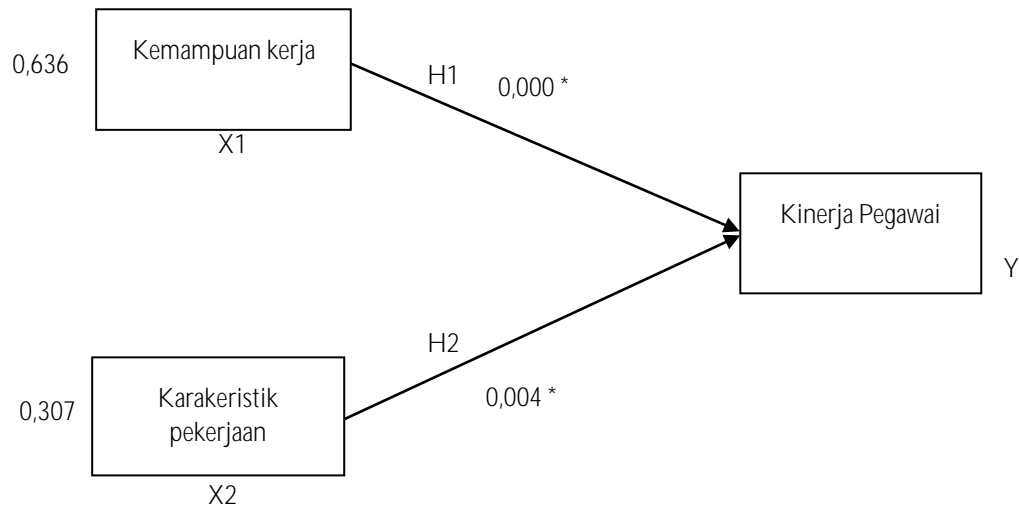 Kemampuan kerja
0,636
H1
0,000 *
X1
Kinerja Pegawai
Y
H2
0,004 *
Karakeristik
pekerjaan
0,307
X2